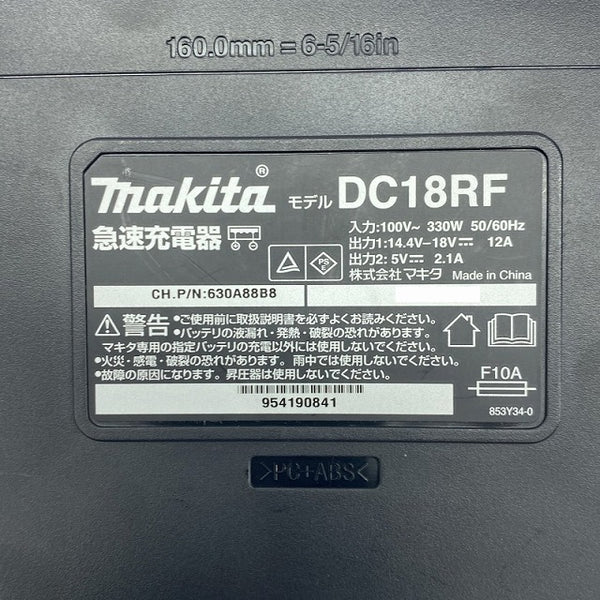 160.0mm = 6-5/16in
makita® モデル DC18RF
急速充電器
入力:100V~ 330W 50/60Hz
出力1:14.4V-18V⎓ 12A
出力2: 5V⎓ 2.1A
株式会社マキタ Made in China
PS
E
CH.P/N:630A88B8
⚠警告 •ご使用前に取扱説明書を必ずよくお読みください。
•バッテリの液漏れ・発熱・破裂の恐れがあります。
マキタ専用の指定バッテリの充電以外には使用しないでください。
•火災・感電・破裂の恐れがあります。雨中では使用しないでください。
•故障の原因になります。昇圧器は使用しないでください。
F10A
954190841
853Y34-0
>PC+ABS<